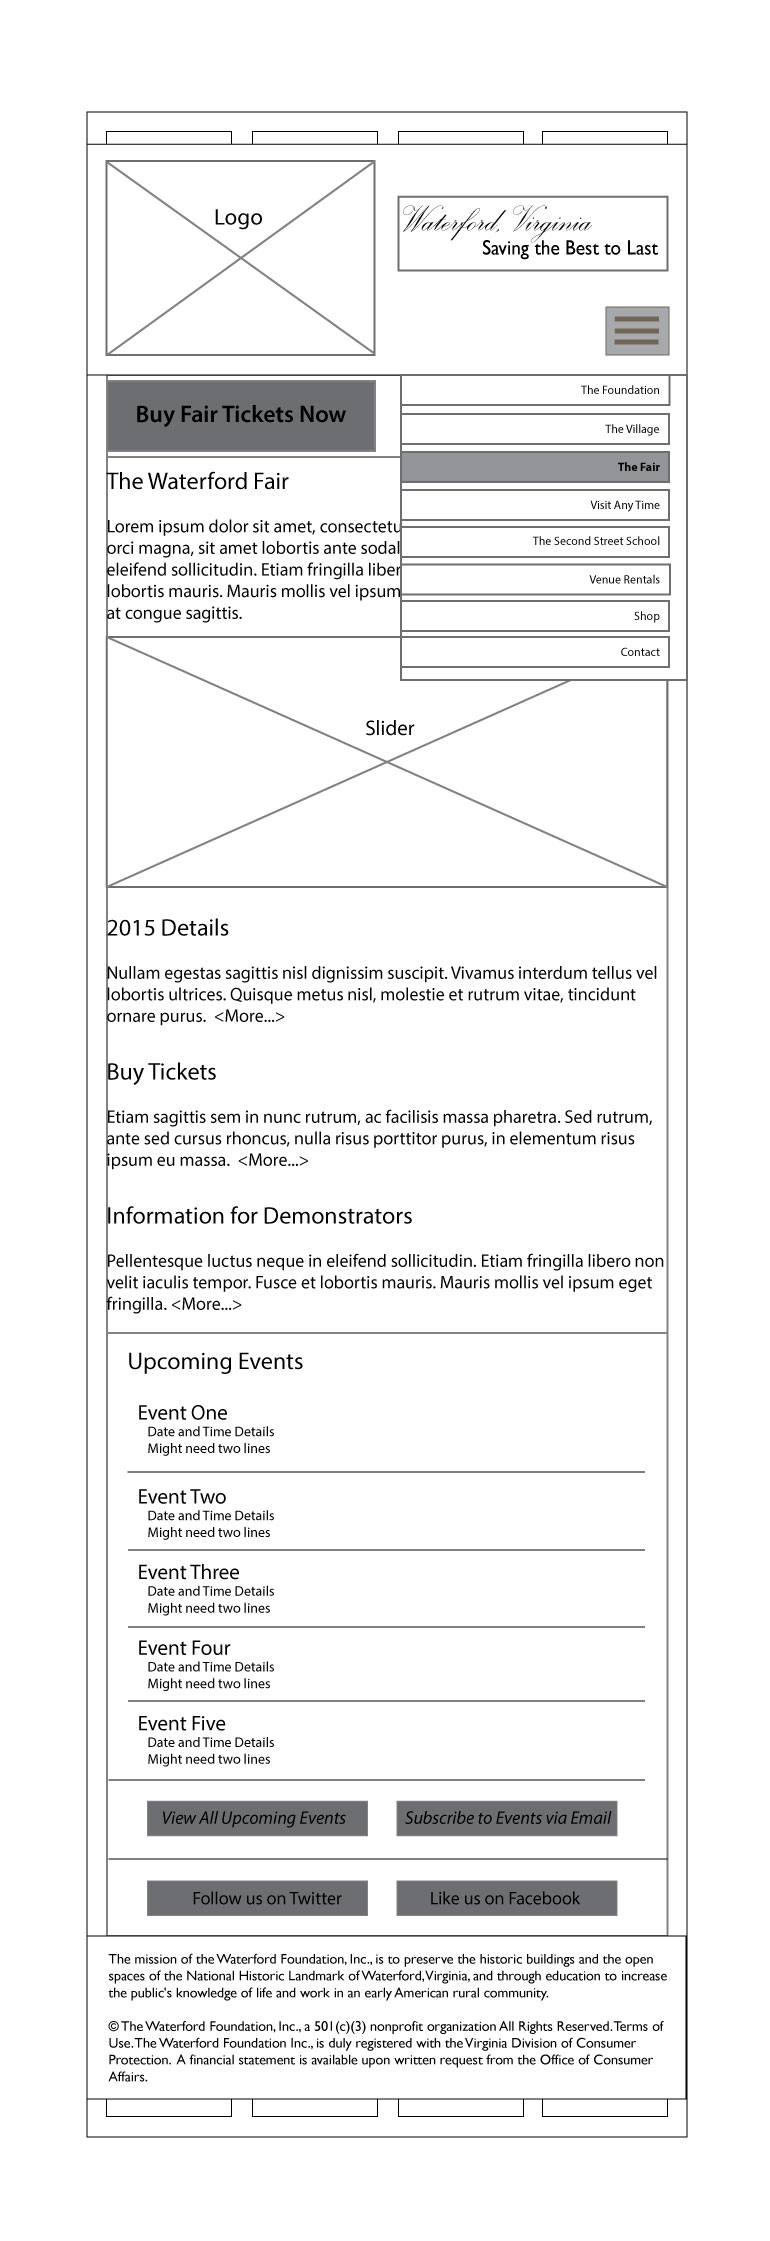 Logo
Waterford, Virginia
Saving the Best to Last
Buy Fair Tickets Now
The Foundation
The Village
The Fair
Visit Any Time
The Second Street School
Venue Rentals
Shop
Contact
The Waterford Fair
Lorem ipsum dolor sit amet, consectetu
orci magna, sit amet lobortis ante sodal
eleifend sollicitudin. Etiam fringilla liber
lobortis mauris. Mauris mollis vel ipsum
at congue sagittis.
Slider
2015 Details
Nullam egestas sagittis nisl dignissim suscipit. Vivamus interdum tellus vel
lobortis ultrices. Quisque metus nisl, molestie et rutrum vitae, tincidunt
ornare purus.  <More...>
Buy Tickets
Etiam sagittis sem in nunc rutrum, ac facilisis massa pharetra. Sed rutrum,
ante sed cursus rhoncus, nulla risus porttitor purus, in elementum risus
ipsum eu massa.  <More...>
Information for Demonstrators
Pellentesque luctus neque in eleifend sollicitudin. Etiam fringilla libero non
velit iaculis tempor. Fusce et lobortis mauris. Mauris mollis vel ipsum eget
fringilla. <More...>
Upcoming Events
Event One
Date and Time Details
Might need two lines
Event Two
Date and Time Details
Might need two lines
Event Three
Date and Time Details
Might need two lines
Event Four
Date and Time Details
Might need two lines
Event Five
Date and Time Details
Might need two lines
View All Upcoming Events
Subscribe to Events via Email
Follow us on Twitter
Like us on Facebook
The mission of the Waterford Foundation, Inc., is to preserve the historic buildings and the open
spaces of the National Historic Landmark of Waterford, Virginia, and through education to increase
the public's knowledge of life and work in an early American rural community.
© The Waterford Foundation, Inc., a 501(c)(3) nonprofit organization All Rights Reserved. Terms of
Use. The Waterford Foundation Inc., is duly registered with the Virginia Division of Consumer
Protection.  A financial statement is available upon written request from the Office of Consumer
Affairs.